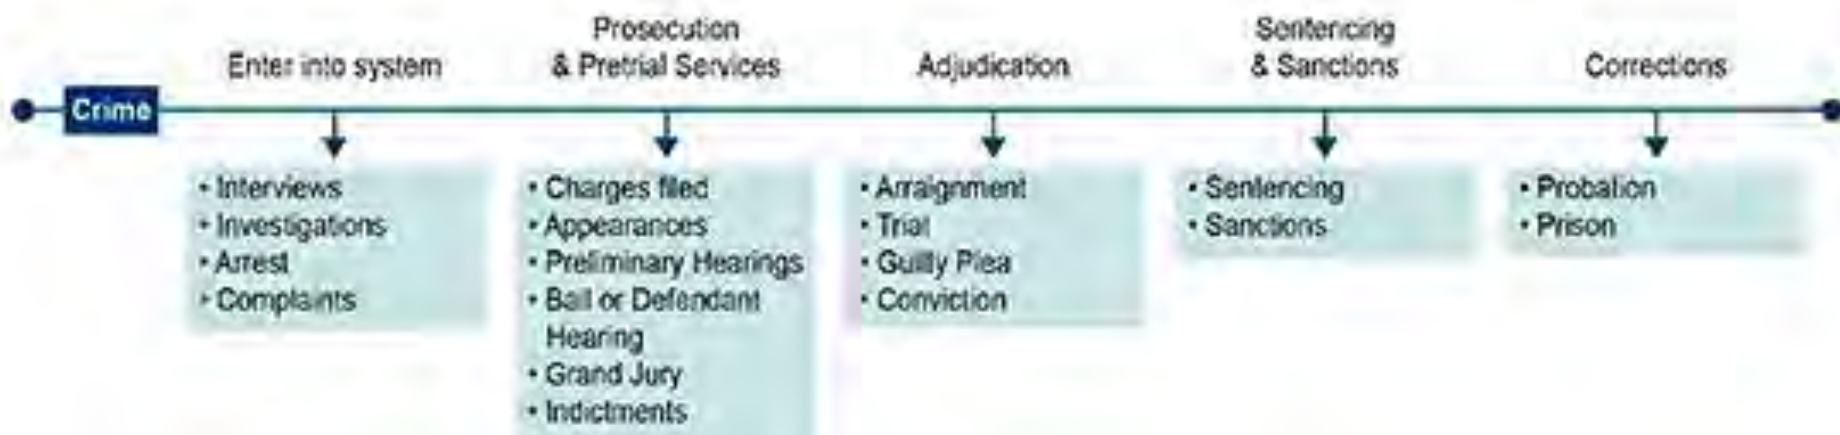 Crime
Enter into system
• Interviews
• Investigations
• Arrest
• Complaints
Prosecution
& Pretrial Services
• Charges filed
• Appearances
• Preliminary Hearings
• Bail or Defendant
Hearing
• Grand Jury
• Indictments
Adjudication
• Arraignment
• Trial
• Guilty Plea
• Conviction
Sentencing
& Sanctions
• Sentencing
• Sanctions
Corrections
• Probation
• Prison